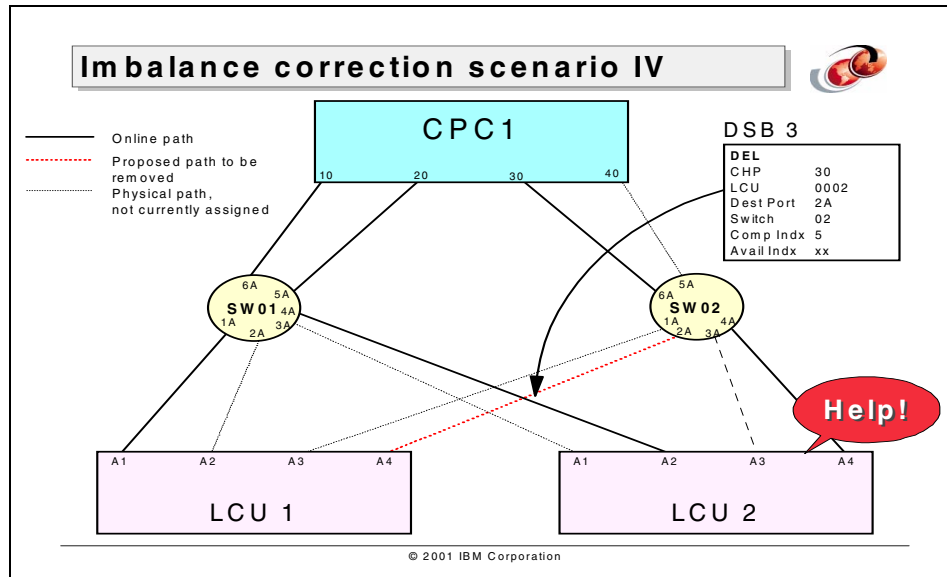 Imbalance correction scenario IV
Online path
Proposed path to be
removed
Physical path,
not currently assigned
CPC1
10 20 30 40
DSB 3
DEL
CHP 30
LCU 0002
Dest Port 2A
Switch 02
Comp Indx 5
Avail Indx xx
6A
5A
SW01 4A
1A 3A
2A
5A
6A
SW02
1A 4A
2A 3A
Help!
A1 A2 A3 A4
LCU 1
A1 A2 A3 A4
LCU 2
© 2001 IBM Corporation